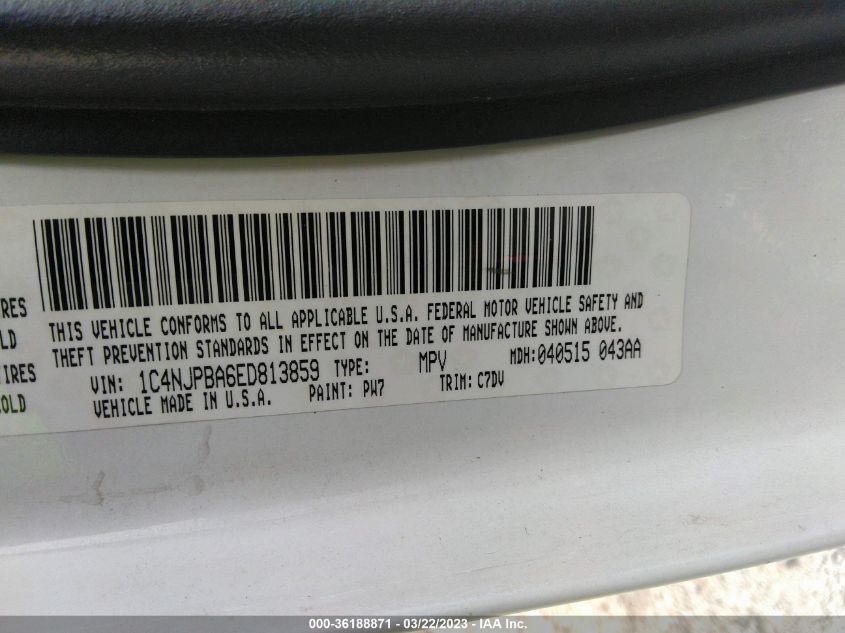 RES
LD
IRES
OLD
THIS VEHICLE CONFORMS TO ALL APPLICABLE U.S.A. FEDERAL MOTOR VEHICLE SAFETY AND
THEFT PREVENTION STANDARDS IN EFFECT ON THE DATE OF MANUFACTURE SHOWN ABOVE.
VIN: 1C4NJPBA6ED813859 TYPE: MPV MDH:040515 043AA
VEHICLE MADE IN U.S.A. PAINT: PW7 TRIM: C7DV
000-36188871 - 03/22/2023 - IAA Inc.